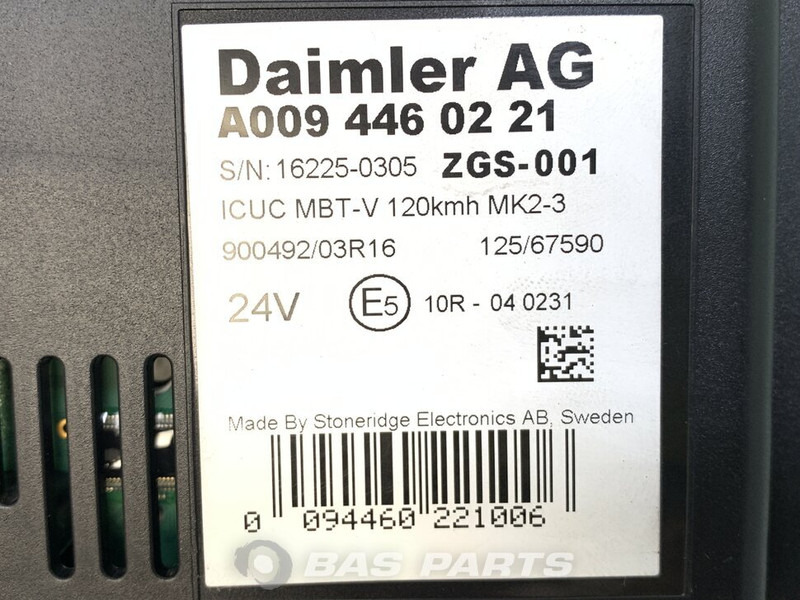 Daimler AG
A009 446 02 21
S/N: 16225-0305 ZGS-001
ICUC MBT-V 120kmh MK2-3
900492/03R16 125/67590
24V E5 10R - 04 0231
Made By Stoneridge Electronics AB, Sweden
0 094460 221006
BAS PARTS